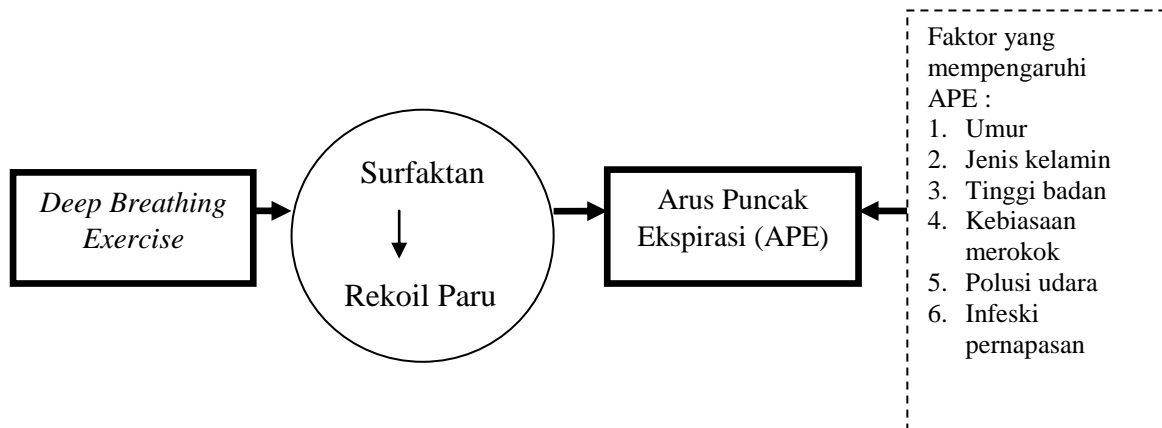 Deep Breathing
Exercise
Surfaktan
Rekoil Paru
Arus Puncak
Ekspirasi (APE)
Faktor yang
mempengaruhi
APE :
1. Umur
2. Jenis kelamin
3. Tinggi badan
4. Kebiasaan
merokok
5. Polusi udara
6. Infeski
pernapasan